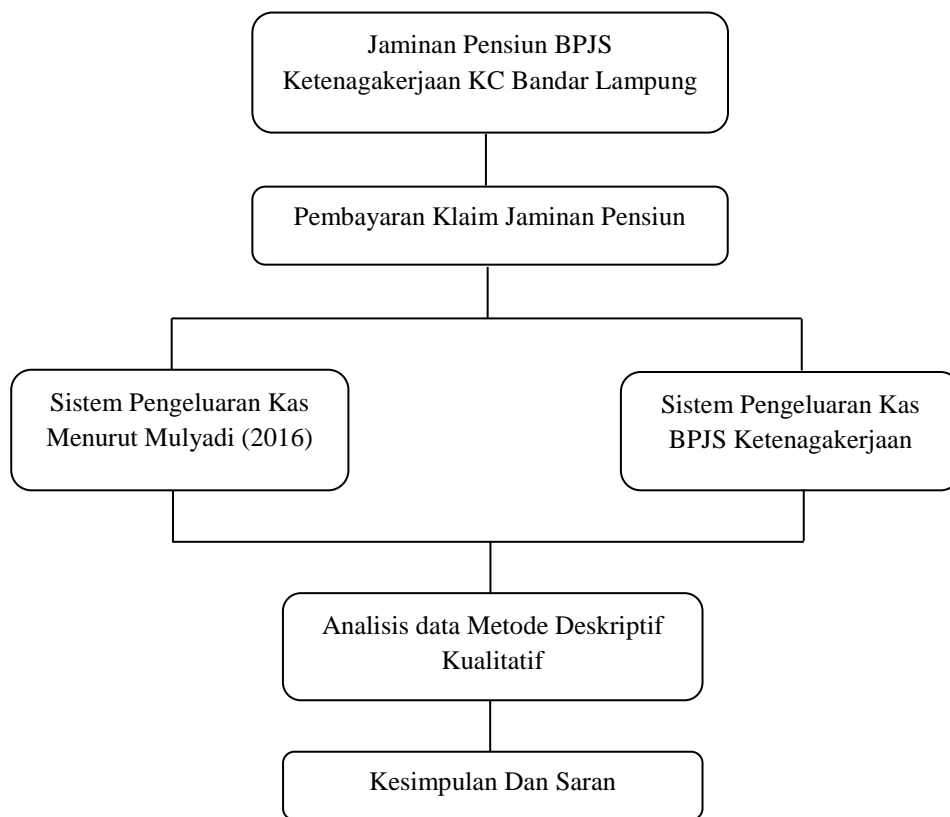 Jaminan Pensiun BPJS
Ketenagakerjaan KC Bandar Lampung
Pembayaran Klaim Jaminan Pensiun
Sistem Pengeluaran Kas
Menurut Mulyadi (2016)
Sistem Pengeluaran Kas
BPJS Ketenagakerjaan
Analisis data Metode Deskriptif
Kualitatif
Kesimpulan Dan Saran